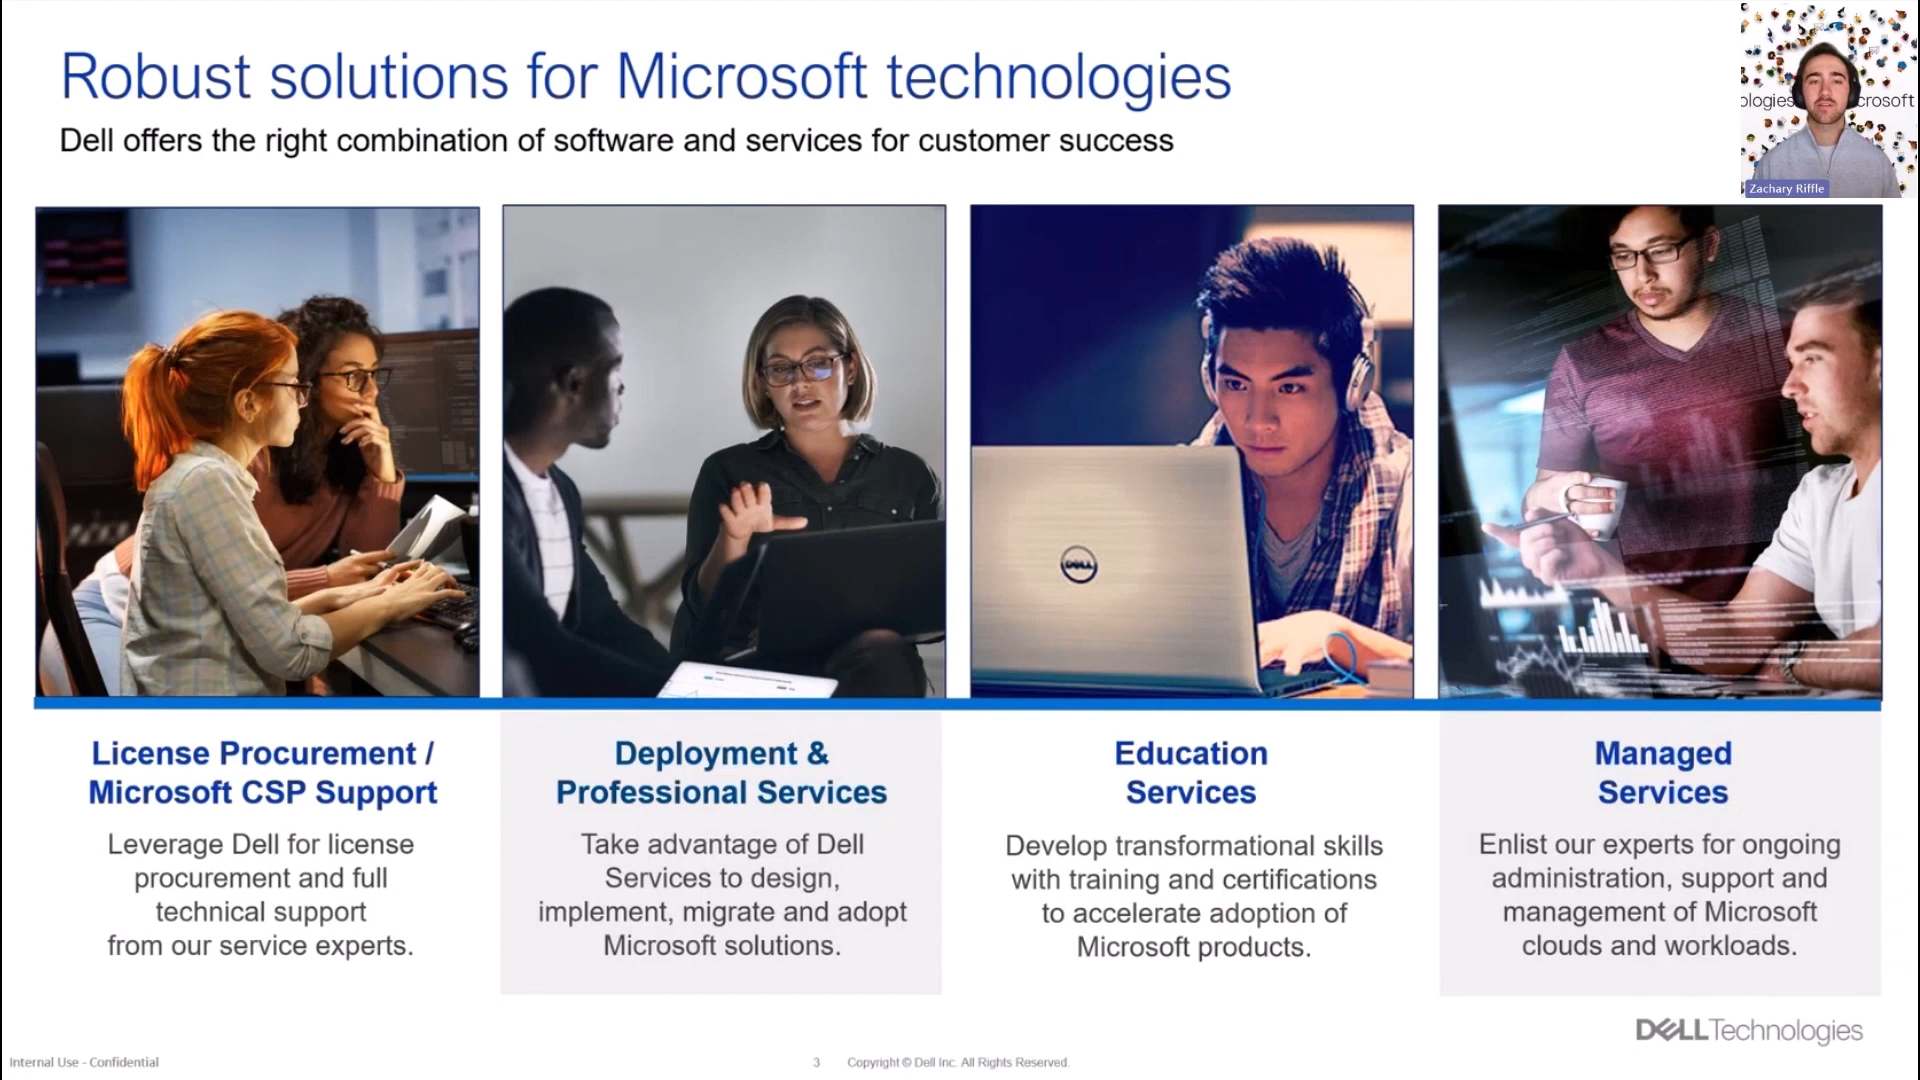 Robust solutions for Microsoft technologies
Dell offers the right combination of software and services for customer success
ologies
crosoft
Zachary Riffle
DELL
License Procurement /
Microsoft CSP Support
Leverage Dell for license
procurement and full
technical support
from our service experts.
Deployment &
Professional Services
Take advantage of Dell
Services to design,
implement, migrate and adopt
Microsoft solutions.
Education
Services
Develop transformational skills
with training and certifications
to accelerate adoption of
Microsoft products.
Managed
Services
Enlist our experts for ongoing
administration, support and
management of Microsoft
clouds and workloads.
DELL Technologies
Internal Use - Confidential
3
Copyright © Dell Inc. All Rights Reserved.